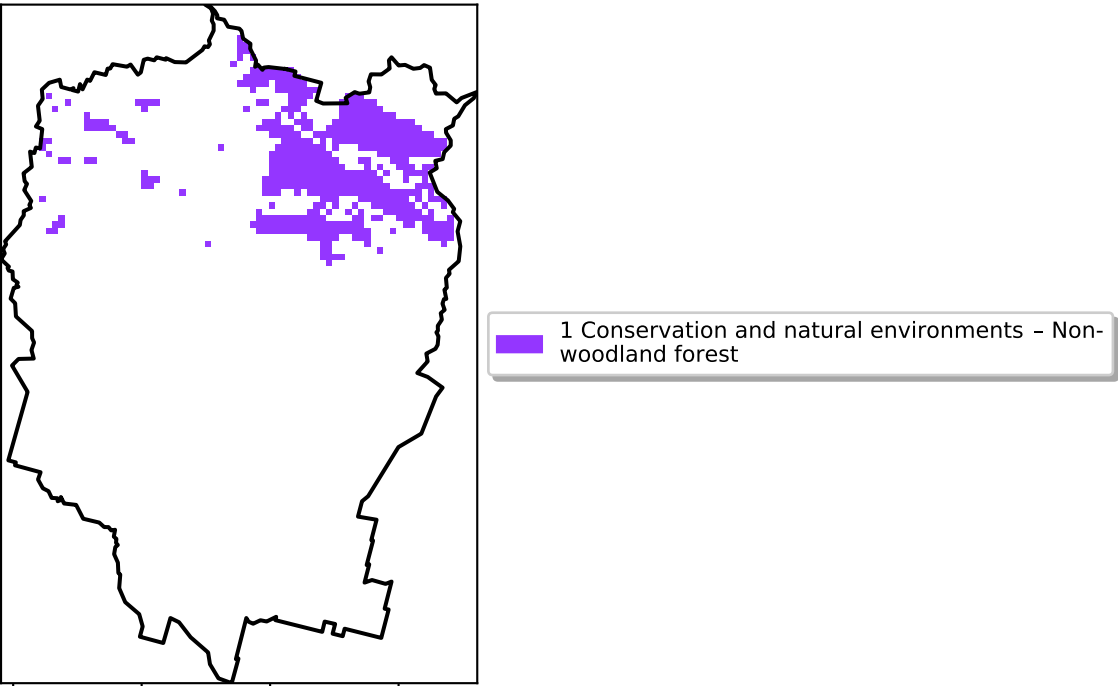 1 Conservation and natural environments – Non-
woodland forest